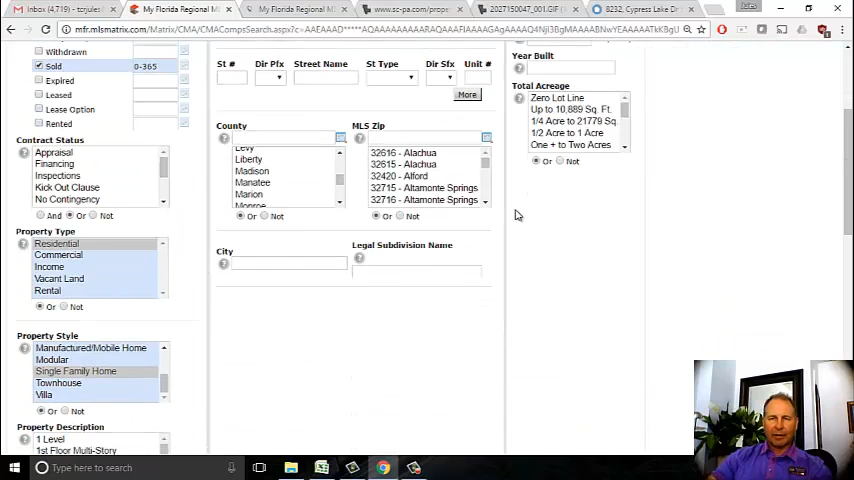 Inbox (4,719) - tcrjules
My Florida Regional M
My Florida Regional ML
www.sc-pa.com/prope
2027150047_001.GIF (
8232, Cypress Lake Dr
Jules
mfr.mlsmatrix.com/Matrix/CMA/CMACompsSearch.aspx?c=
Withdrawn
Sold 0-365
Expired
Leased
Lease Option
Rented
Contract Status
Appraisal
Financing
Inspections
Kick Out Clause
No Contingency
And Or Not
Property Type
Residential
Commercial
Income
Vacant Land
Rental
Or Not
Property Style
Manufactured/Mobile Home
Modular
Single Family Home
Townhouse
Villa
Or Not
Property Description
1 Level
1st Floor Multi-Story
St # Dir Pfx Street Name St Type Dir Sfx Unit #
More
County
Levy
Liberty
Madison
Manatee
Marion
Monroe
Or Not
MLS Zip
32616 - Alachua
32615 - Alachua
32420 - Alford
32715 - Altamonte Springs
32716 - Altamonte Springs
Or Not
City
Legal Subdivision Name
Year Built
Total Acreage
Zero Lot Line
Up to 10,889 Sq. Ft.
1/4 Acre to 21779 Sq.
1/2 Acre to 1 Acre
One + to Two Acres
Or Not
Type here to search